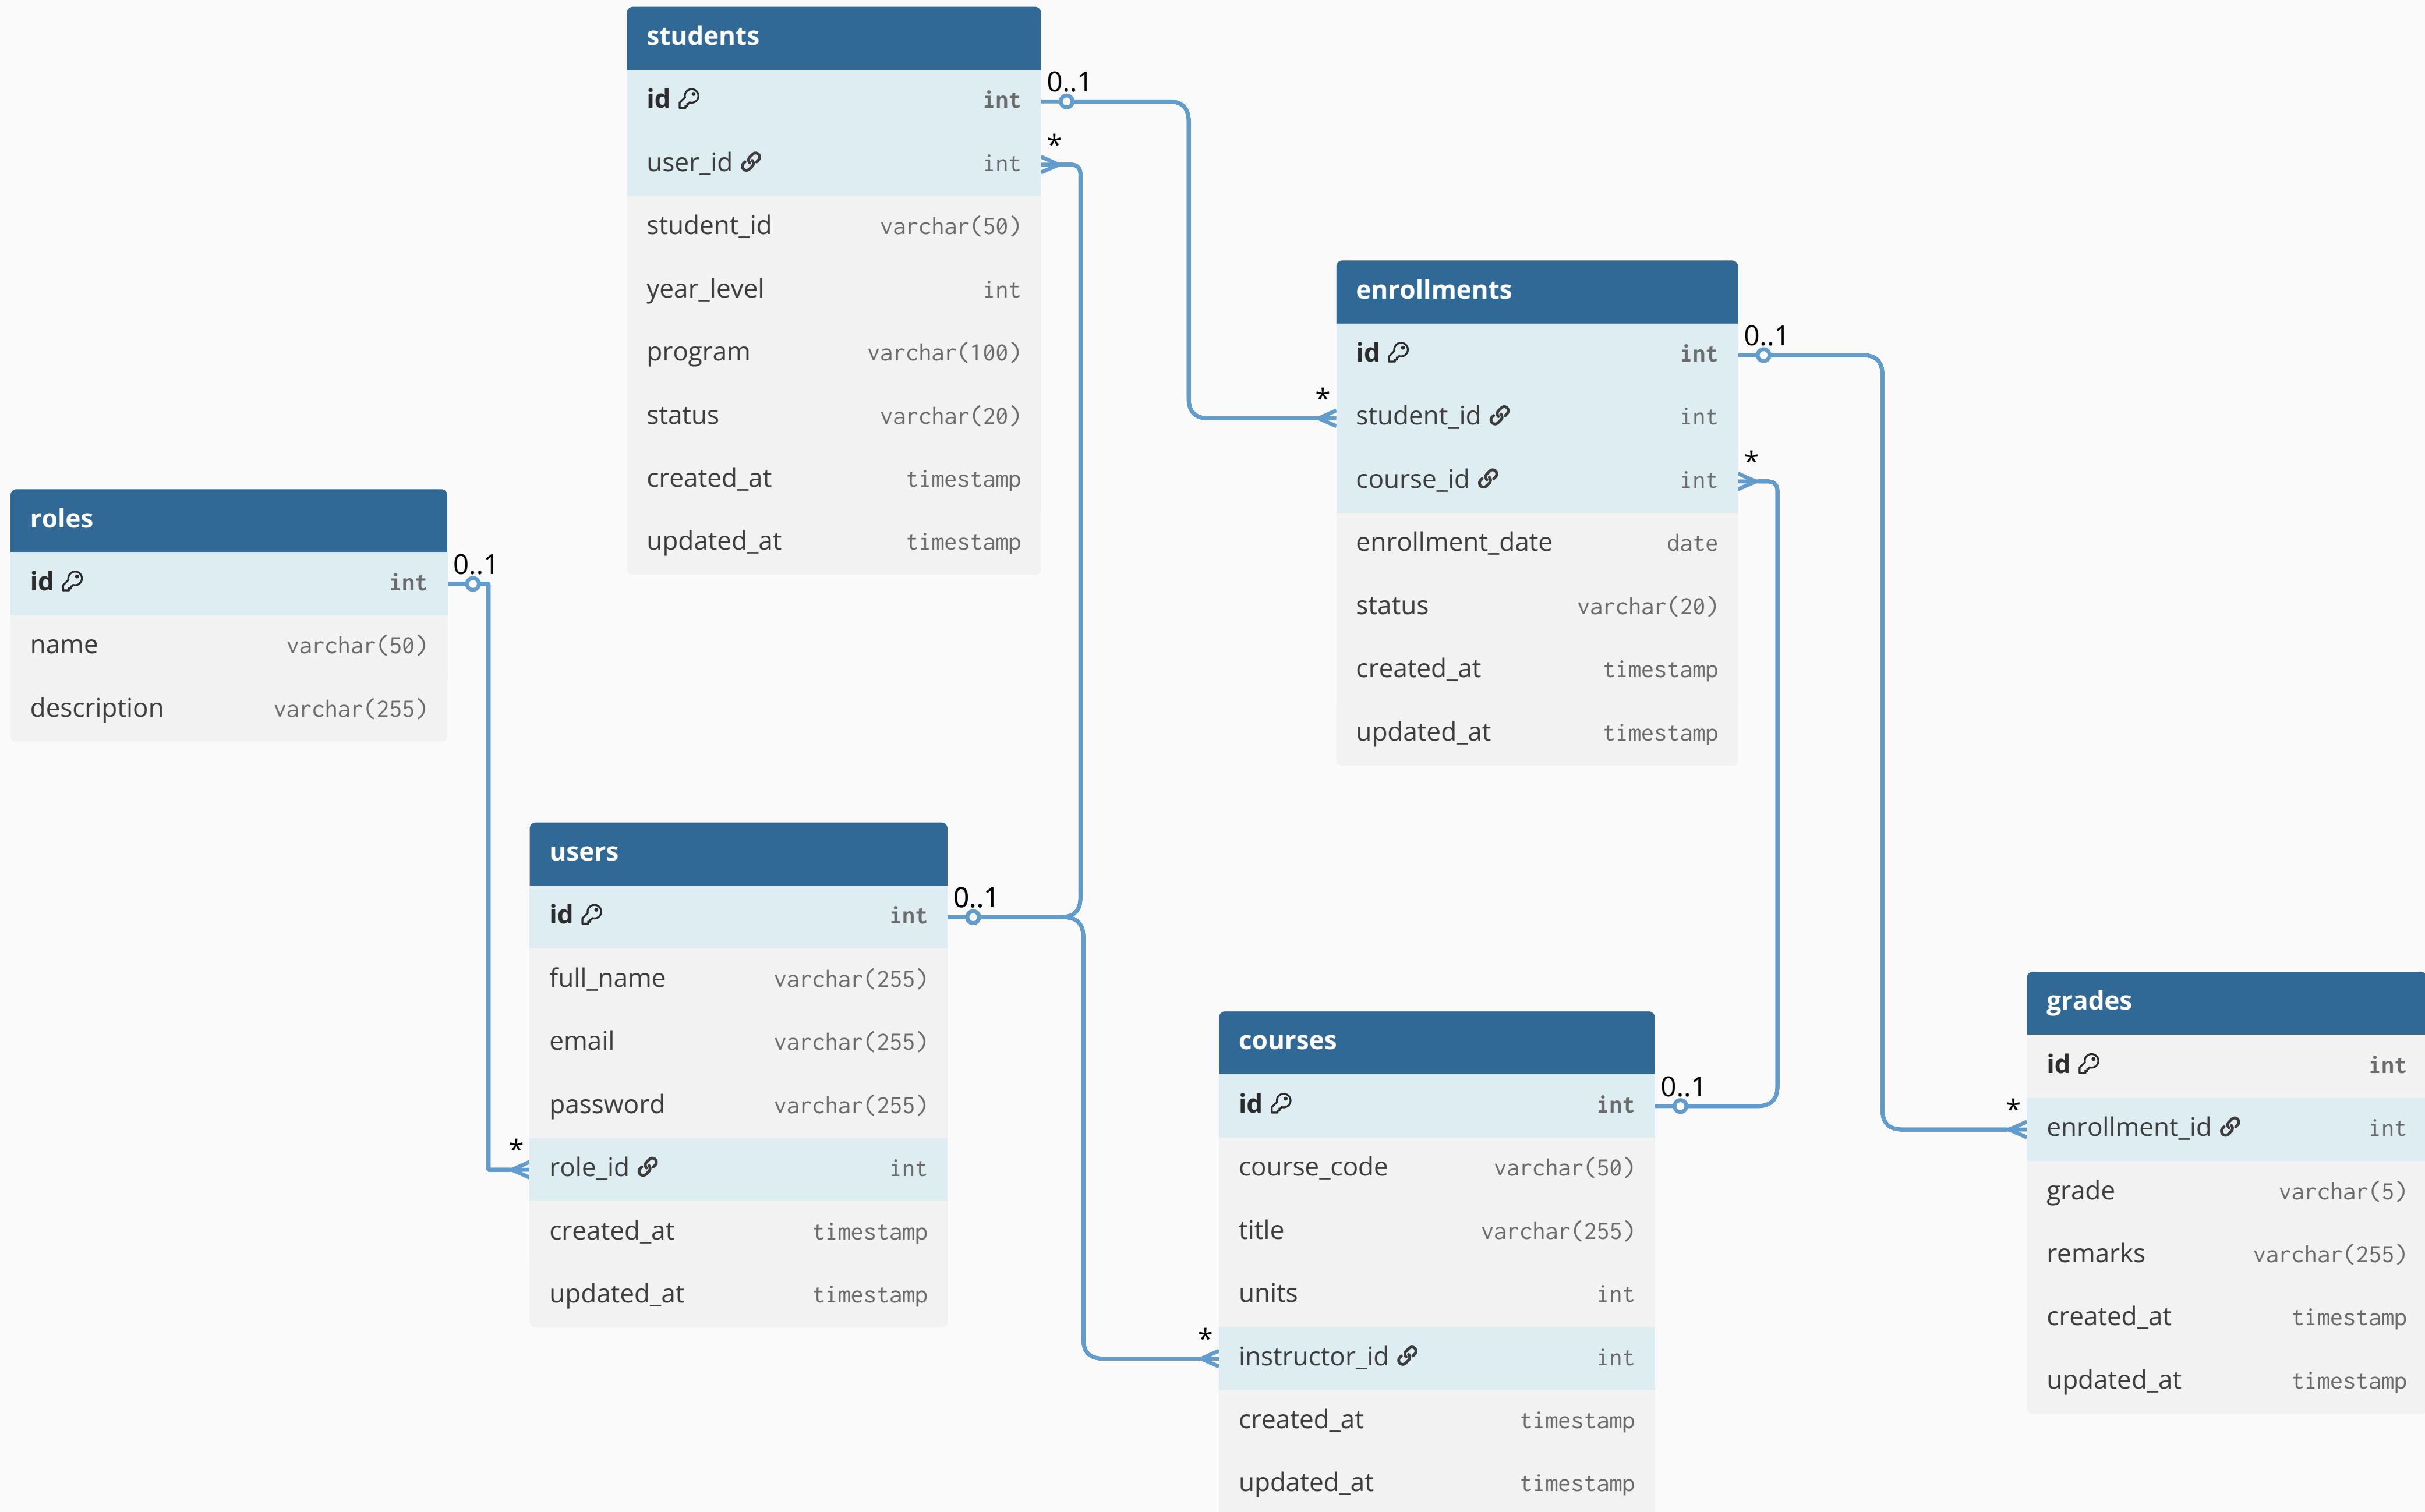 students
id int
user_id int
student_id varchar(50)
year_level int
program varchar(100)
status varchar(20)
created_at timestamp
updated_at timestamp
0..1
*
enrollments
id int
student_id int
course_id int
enrollment_date date
status varchar(20)
created_at timestamp
updated_at timestamp
*
0..1
*
roles
id int
name varchar(50)
description varchar(255)
0..1
users
id int
full_name varchar(255)
email varchar(255)
password varchar(255)
role_id int
created_at timestamp
updated_at timestamp
0..1
*
courses
id int
course_code varchar(50)
title varchar(255)
units int
instructor_id int
created_at timestamp
updated_at timestamp
0..1
*
grades
id int
enrollment_id int
grade varchar(5)
remarks varchar(255)
created_at timestamp
updated_at timestamp
*